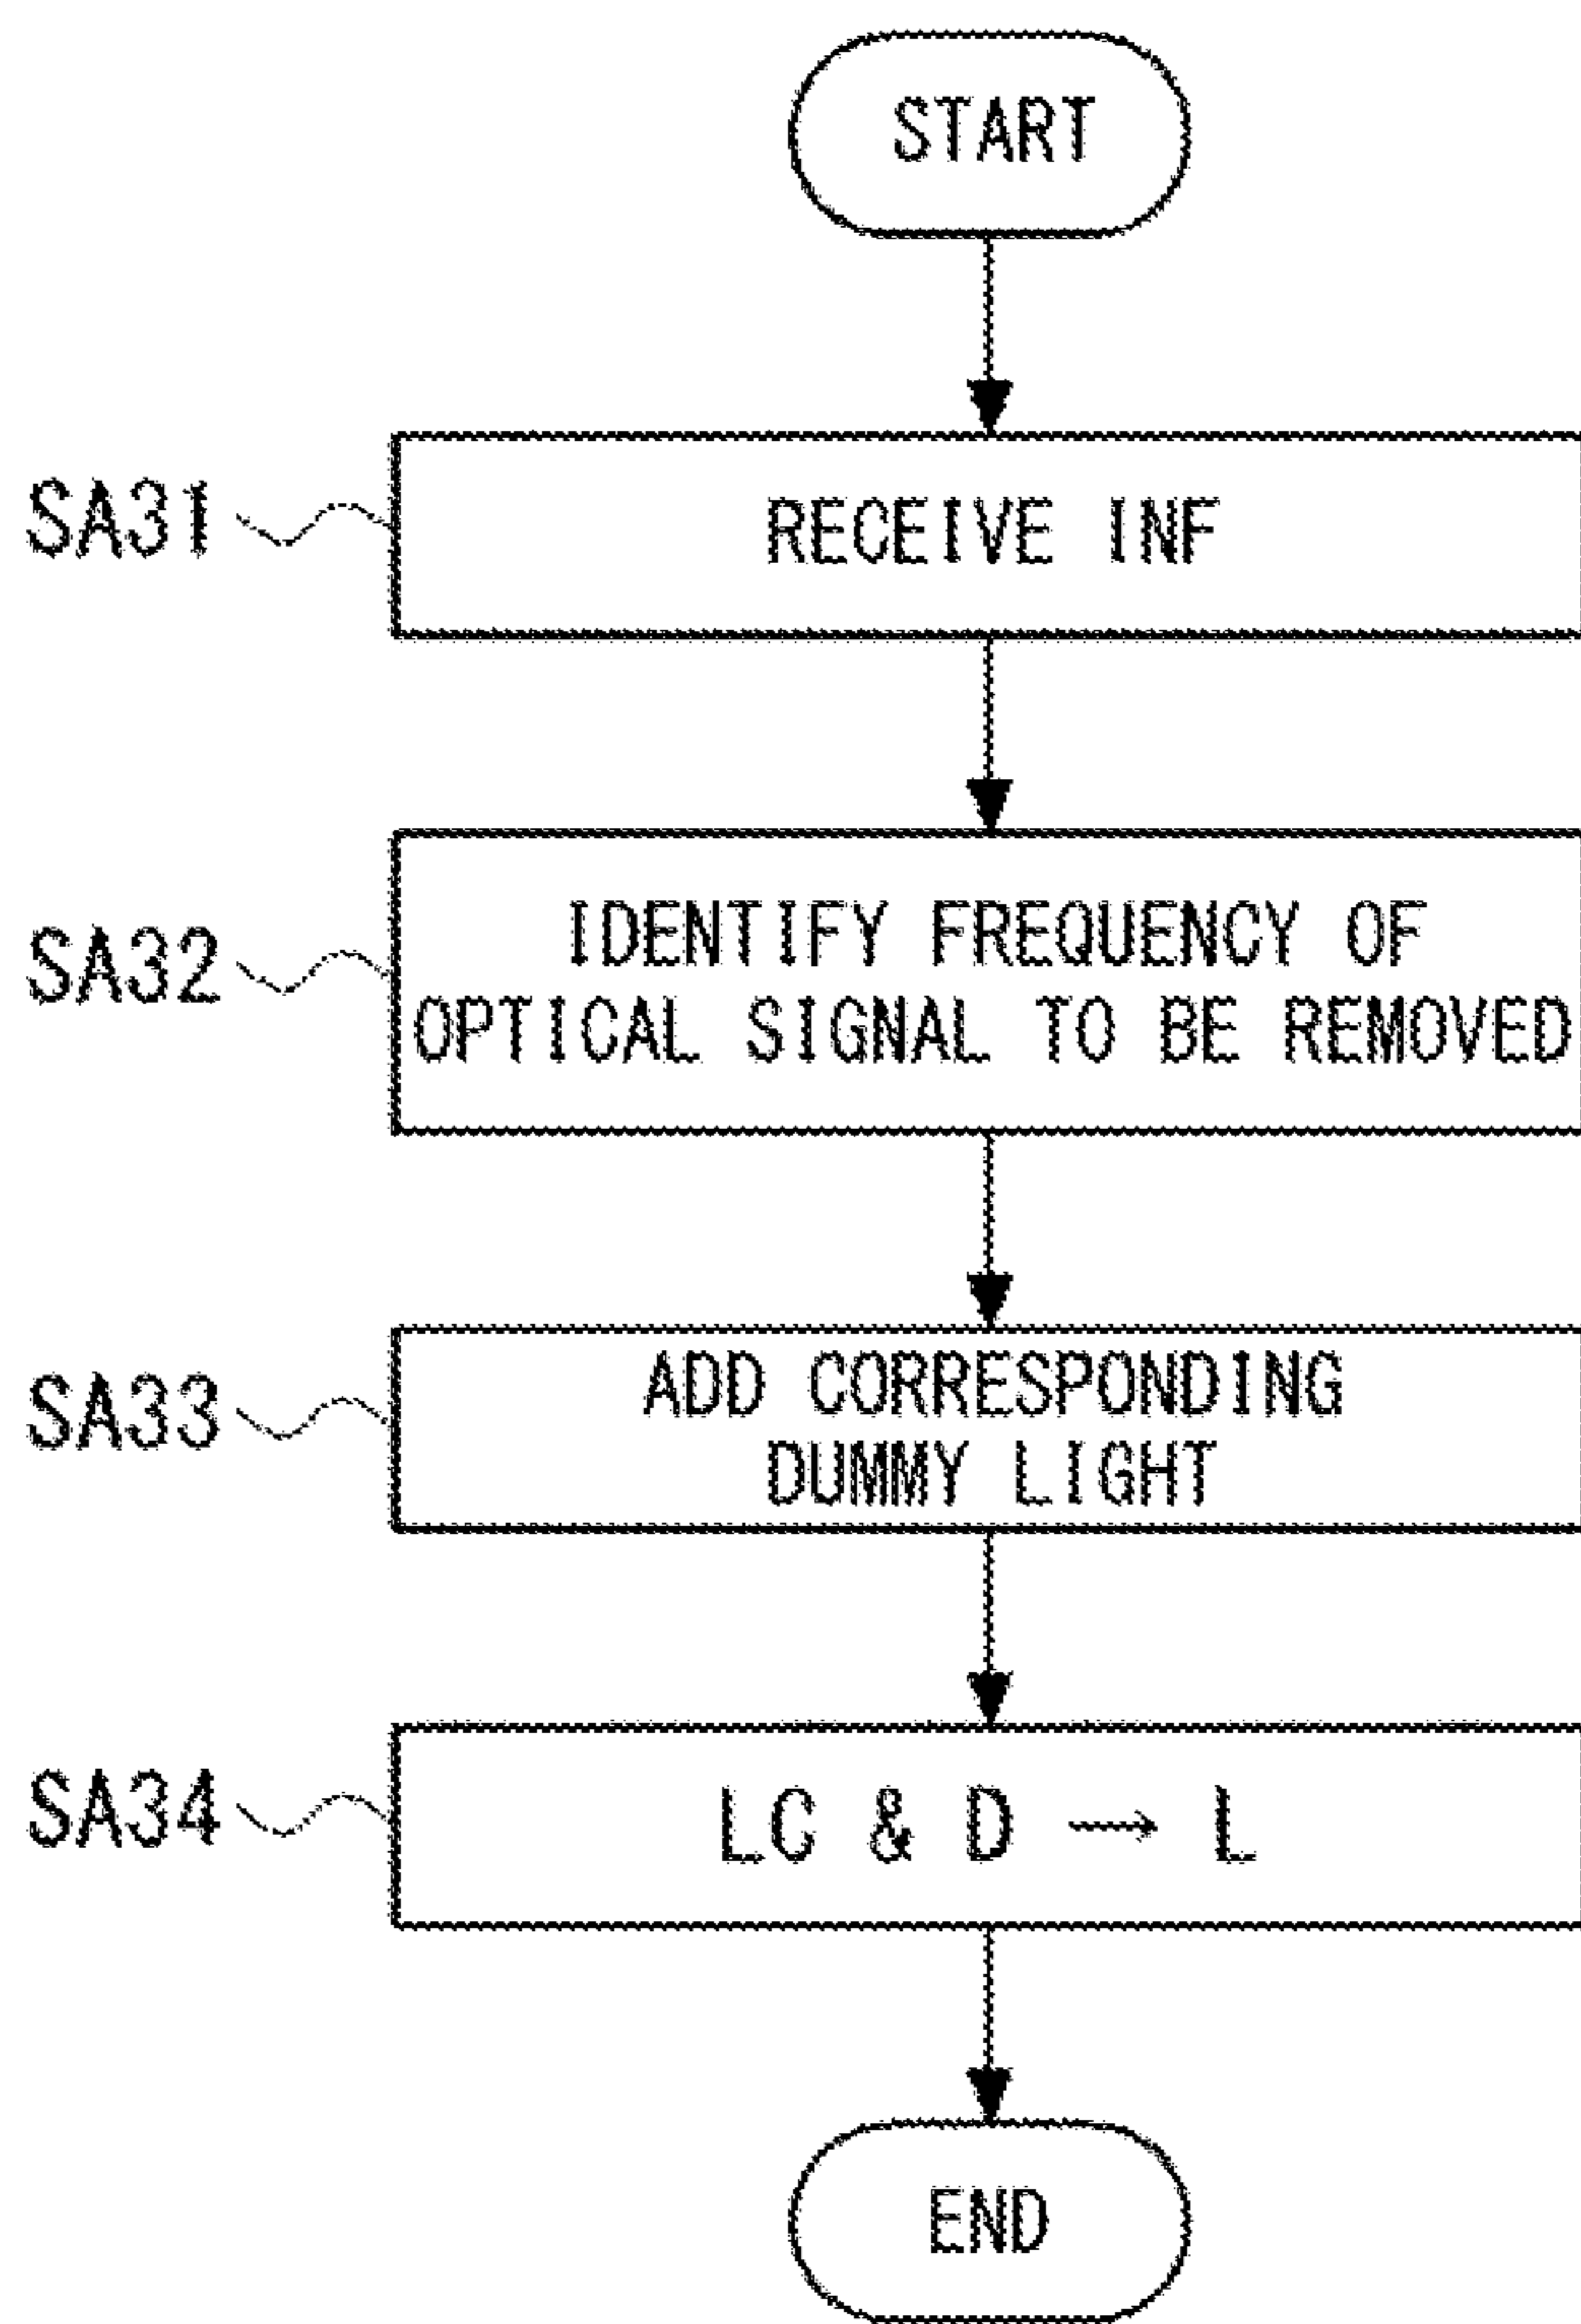 START
SA31
RECEIVE INF
SA32
IDENTIFY FREQUENCY OF
OPTICAL SIGNAL TO BE REMOVED
SA33
ADD CORRESPONDING
DUMMY LIGHT
SA34
LC & D → L
END